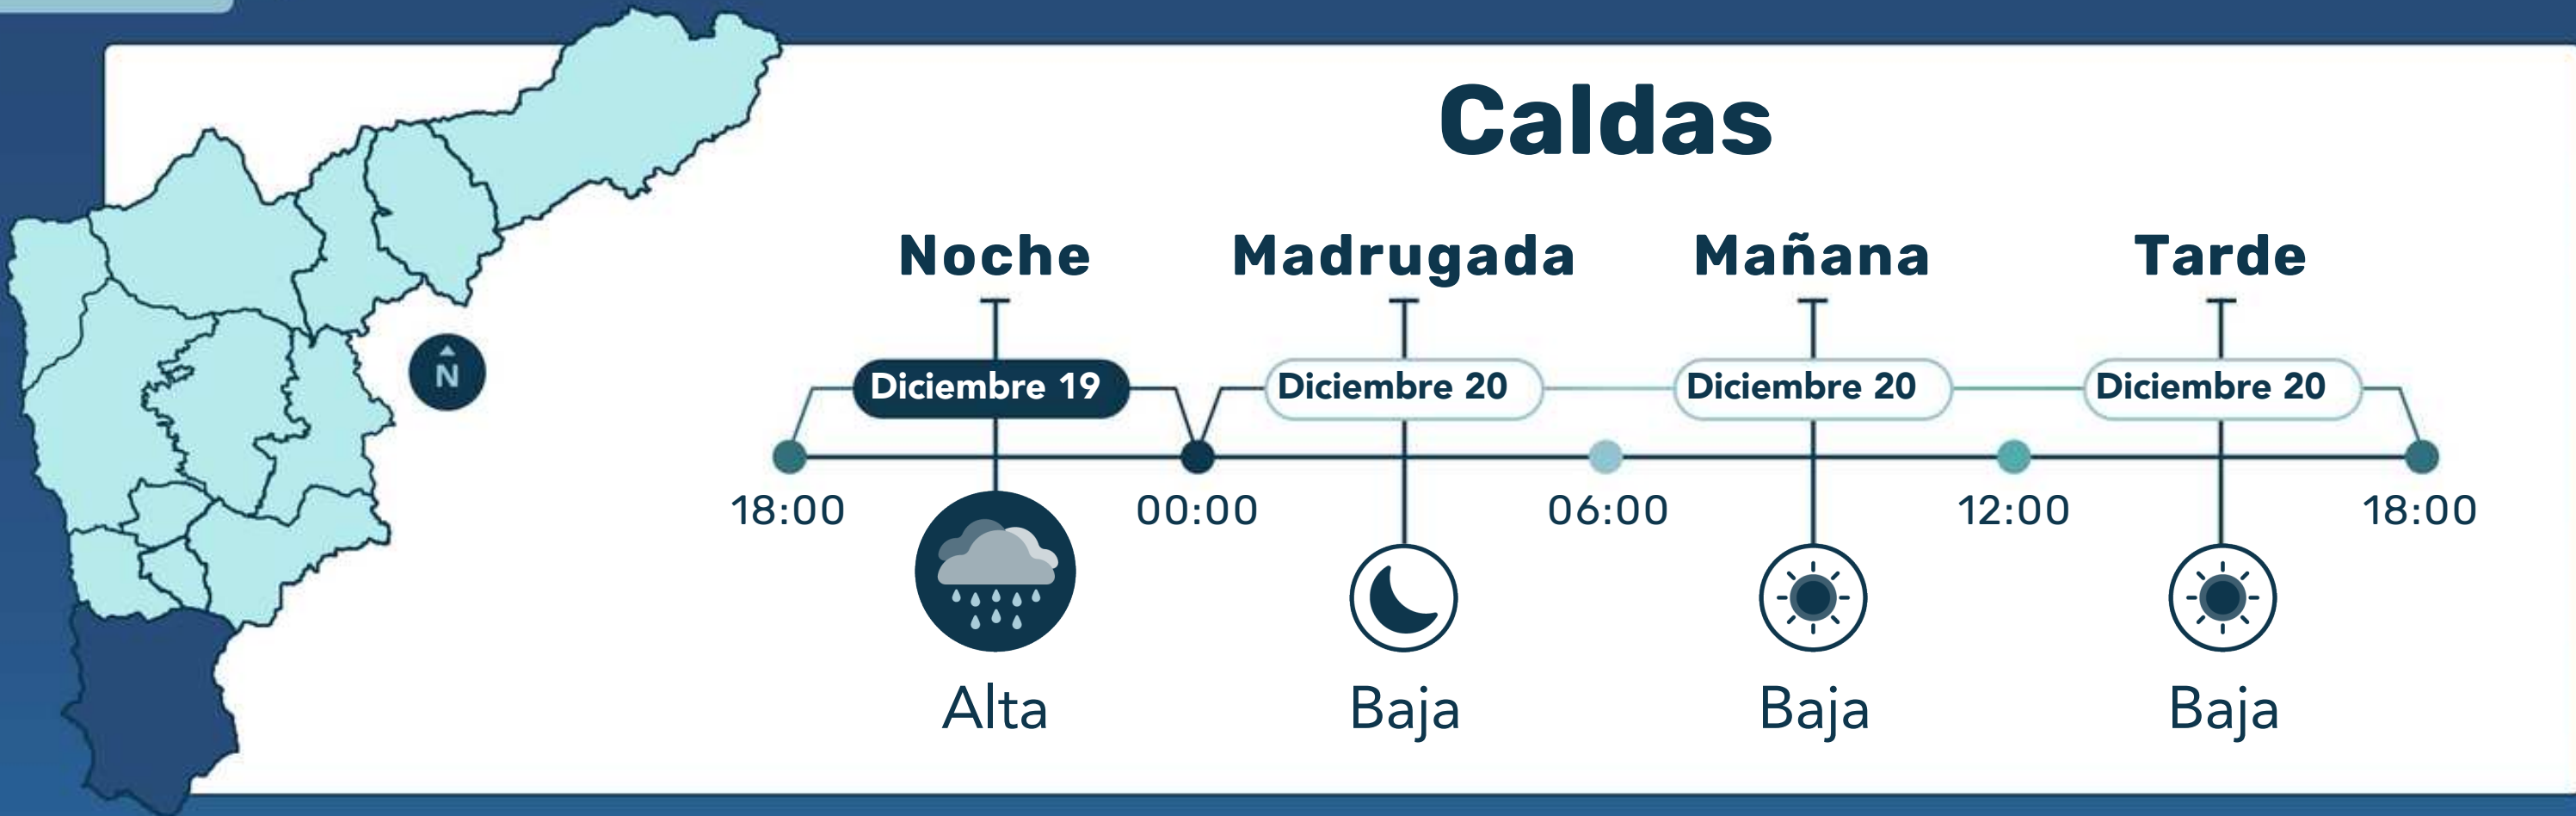 Caldas
Noche Madrugada Mañana Tarde
Diciembre 19 Diciembre 20 Diciembre 20 Diciembre 20
N
18:00 00:00 06:00 12:00 18:00
Alta Baja Baja Baja